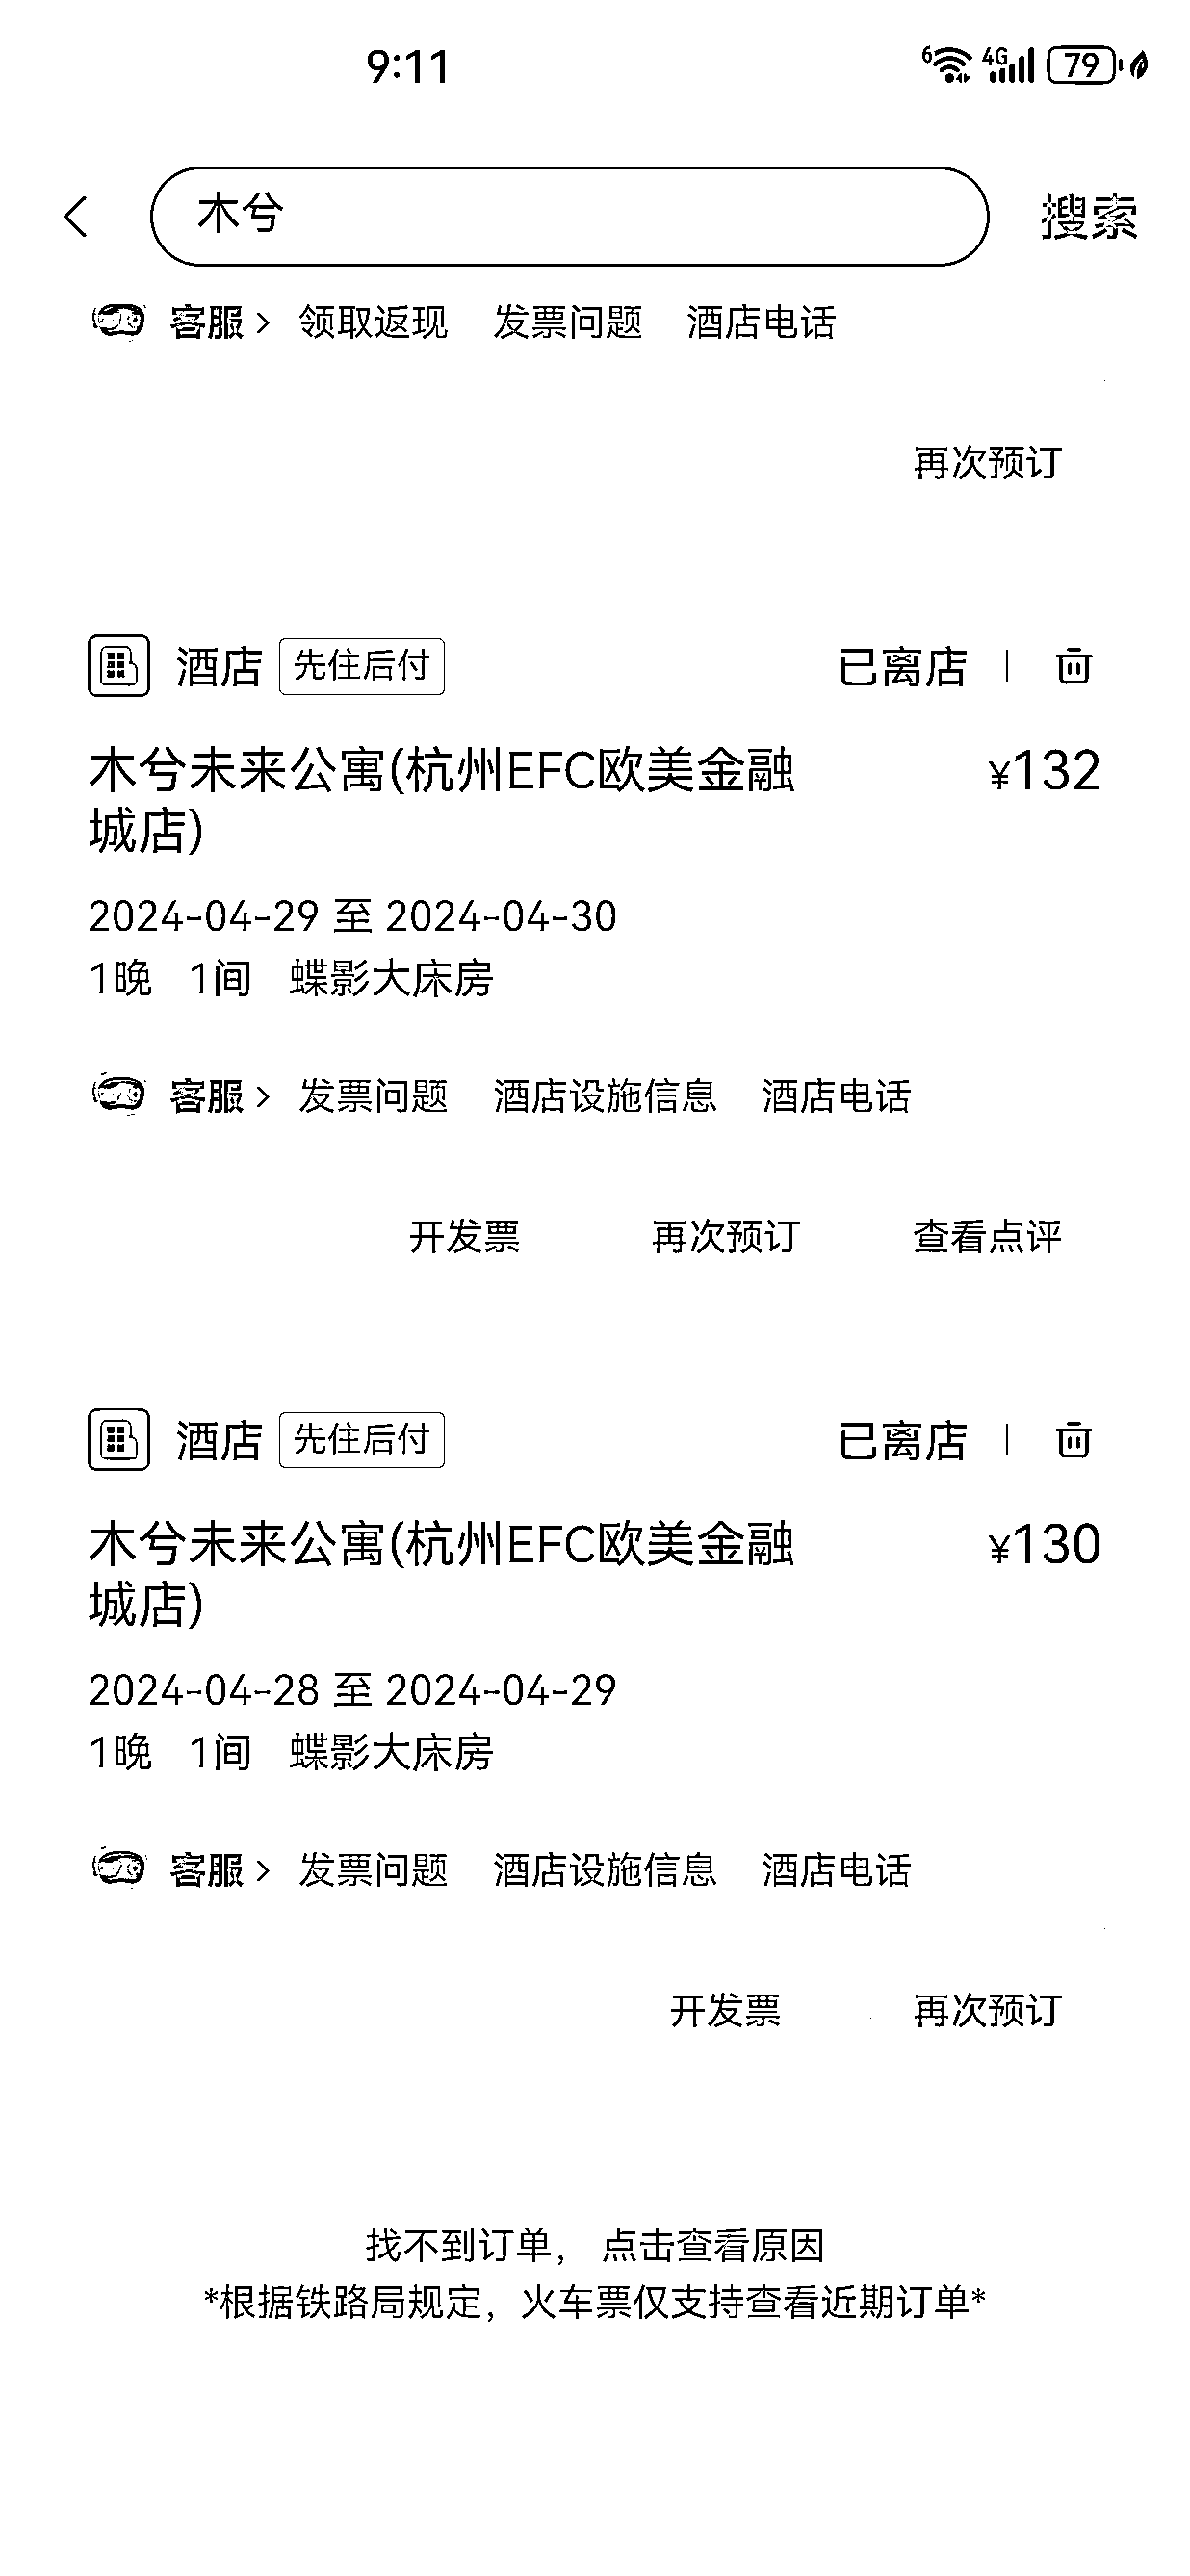 9:11 6 4G 79
木兮 搜索
客服 > 领取返现 发票问题 酒店电话
再次预订
酒店 先住后付 已离店
木兮未来公寓(杭州EFC欧美金融 ¥132
城店)
2024-04-29 至 2024-04-30
1晚 1间 蝶影大床房
客服 > 发票问题 酒店设施信息 酒店电话
开发票 再次预订 查看点评
酒店 先住后付 已离店
木兮未来公寓(杭州EFC欧美金融 ¥130
城店)
2024-04-28 至 2024-04-29
1晚 1间 蝶影大床房
客服 > 发票问题 酒店设施信息 酒店电话
开发票 再次预订
找不到订单， 点击查看原因
*根据铁路局规定，火车票仅支持查看近期订单*